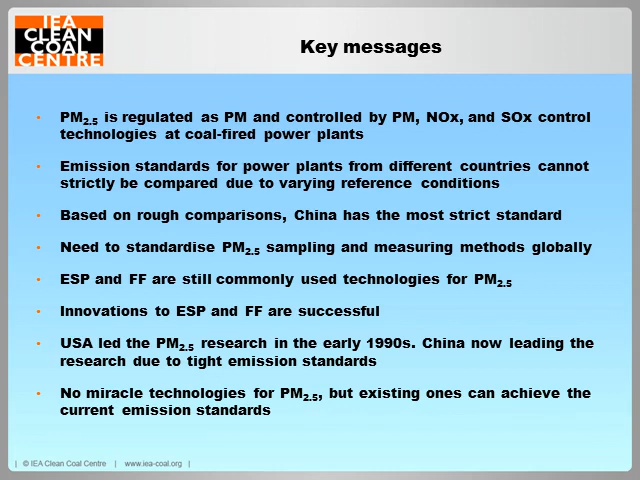 IEA
CLEAN
COAL
CENTRE
Key messages
• PM2.5 is regulated as PM and controlled by PM, NOx, and SOx control
technologies at coal-fired power plants
• Emission standards for power plants from different countries cannot
strictly be compared due to varying reference conditions
• Based on rough comparisons, China has the most strict standard
• Need to standardise PM2.5 sampling and measuring methods globally
• ESP and FF are still commonly used technologies for PM2.5
• Innovations to ESP and FF are successful
• USA led the PM2.5 research in the early 1990s. China now leading the
research due to tight emission standards
• No miracle technologies for PM2.5, but existing ones can achieve the
current emission standards
| © IEA Clean Coal Centre | www.iea-coal.org |